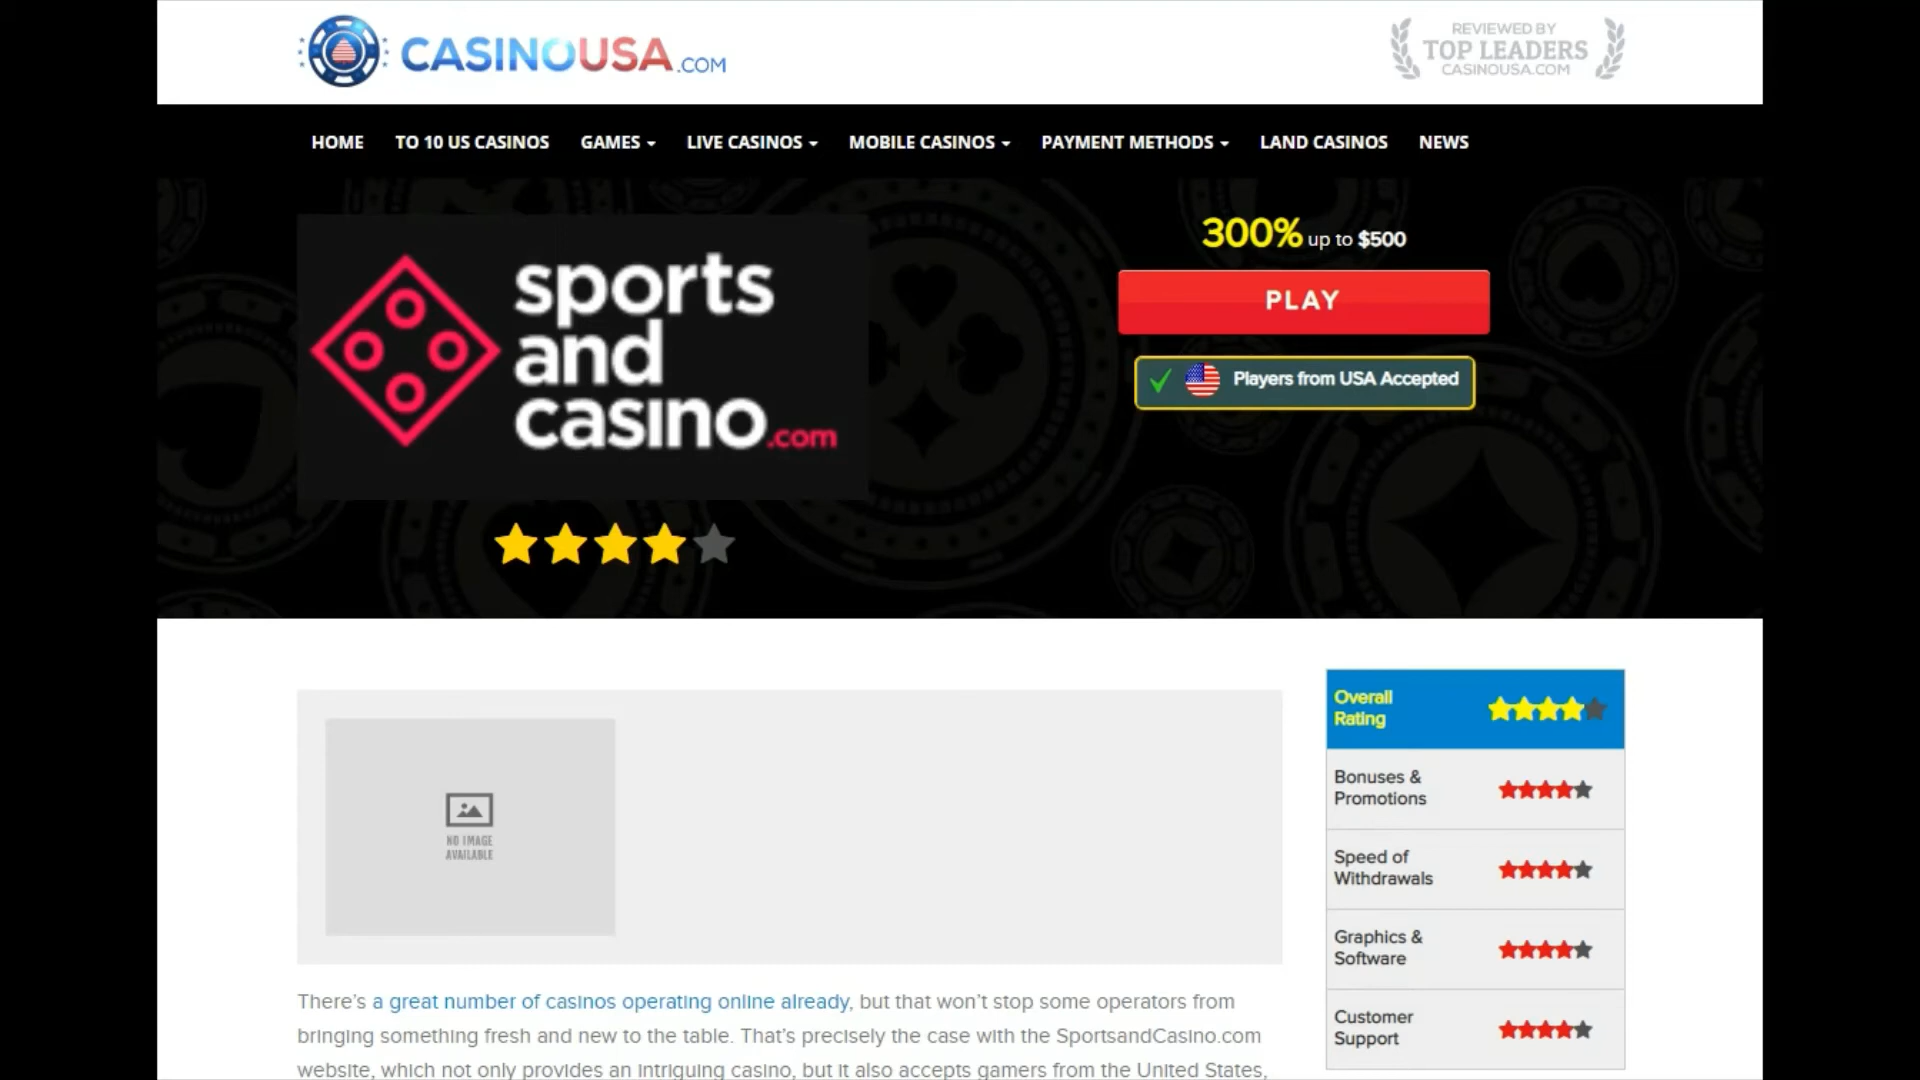 CASINOUSA.COM
REVIEWED BY
TOP LEADERS
CASINOUSA.COM
HOME TO 10 US CASINOS GAMES LIVE CASINOS MOBILE CASINOS PAYMENT METHODS LAND CASINOS NEWS
sports
and
casino.com
300% up to $500
PLAY
Players from USA Accepted
NO IMAGE
AVAILABLE
There's a great number of casinos operating online already, but that won't stop some operators from
bringing something fresh and new to the table. That's precisely the case with the SportsandCasino.com
website, which not only provides an intriguing casino, but it also accepts gamers from the United States,
Overall
Rating
Bonuses &
Promotions
Speed of
Withdrawals
Graphics &
Software
Customer
Support